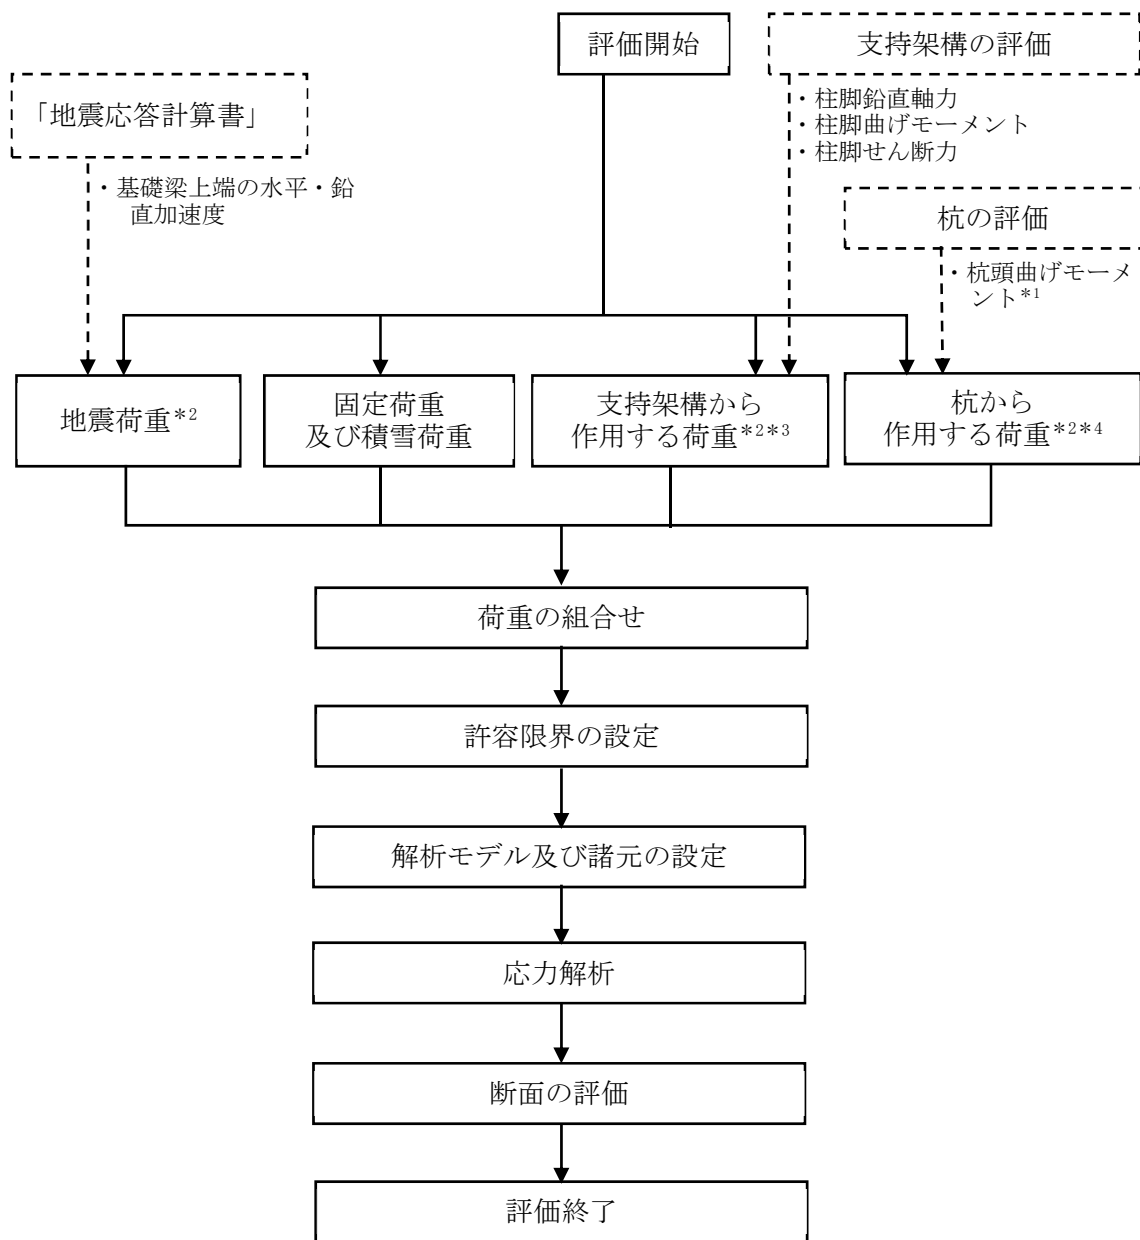 評価開始
支持架構の評価
・柱脚鉛直軸力
・柱脚曲げモーメント
・柱脚せん断力
「地震応答計算書」
・基礎梁上端の水平・鉛
直加速度
杭の評価
・杭頭曲げモーメ
ント*1
地震荷重*2
固定荷重
及び積雪荷重
支持架構から
作用する荷重*2*3
杭から
作用する荷重*2*4
荷重の組合せ
許容限界の設定
解析モデル及び諸元の設定
応力解析
断面の評価
評価終了